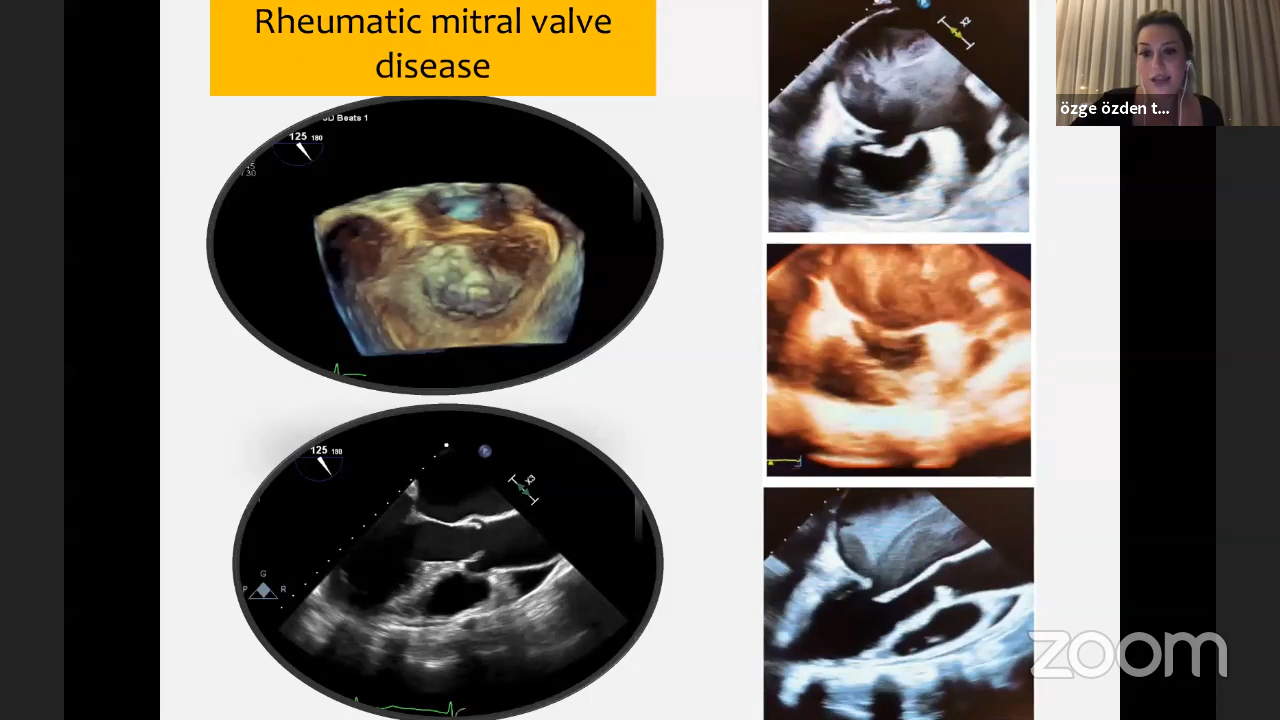 Rheumatic mitral valve
disease
özge özden t...
3D Beats 1
125 180
125 180
G
P R
zoom